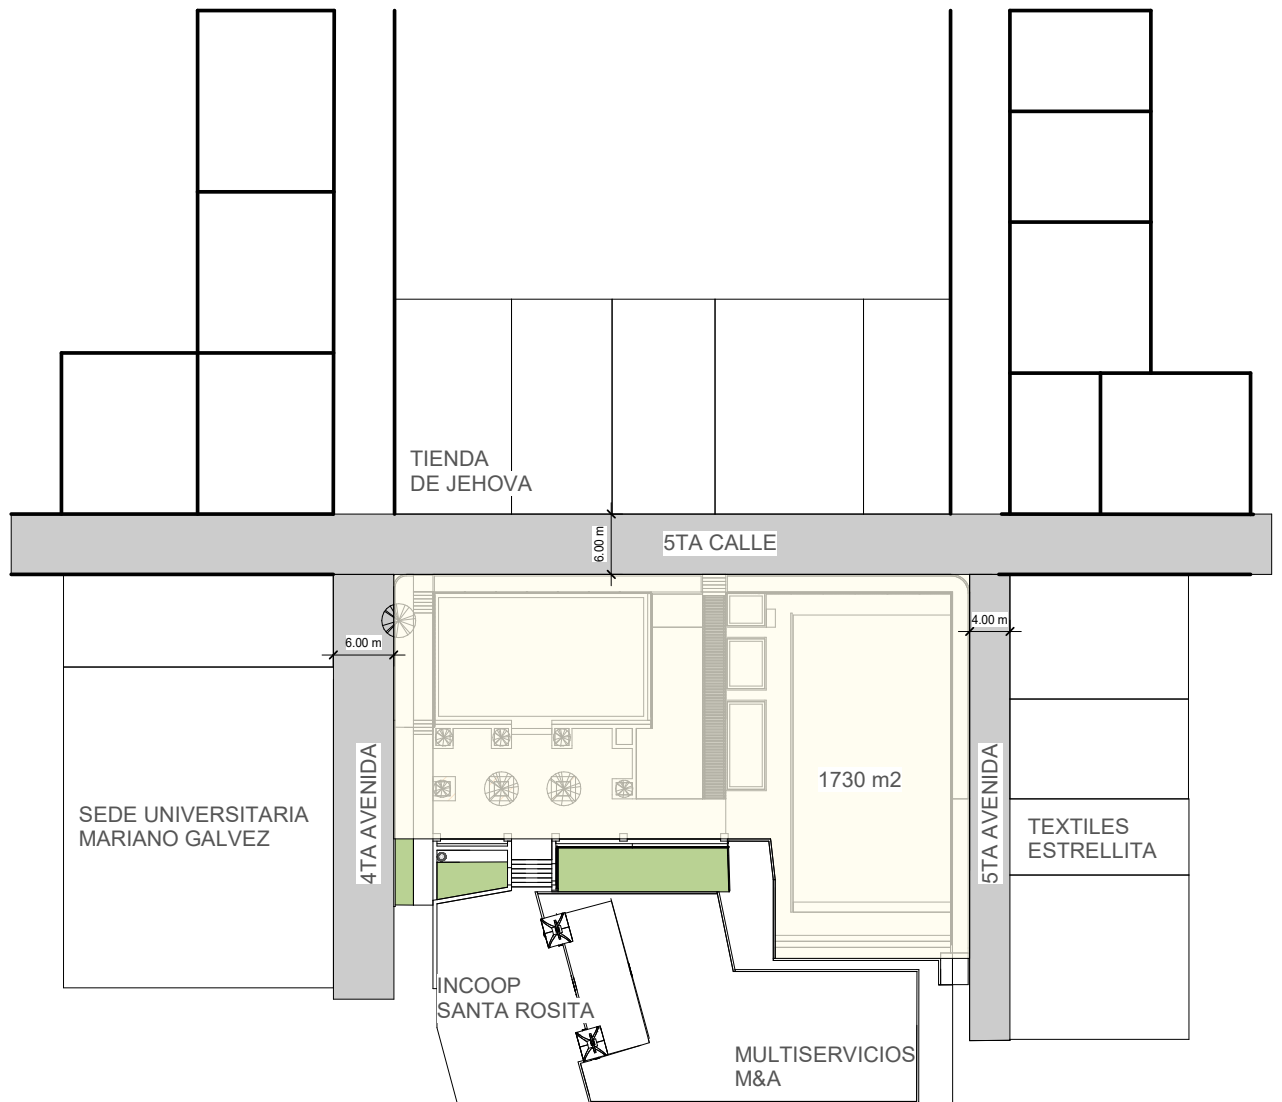 TIENDA
DE JEHOVA
6.00 m
5TA CALLE
6.00 m
4.00 m
4TA AVENIDA
5TA AVENIDA
1730 m2
SEDE UNIVERSITARIA
MARIANO GALVEZ
TEXTILES
ESTRELLITA
INCOOP
SANTA ROSITA
MULTISERVICIOS
M&A